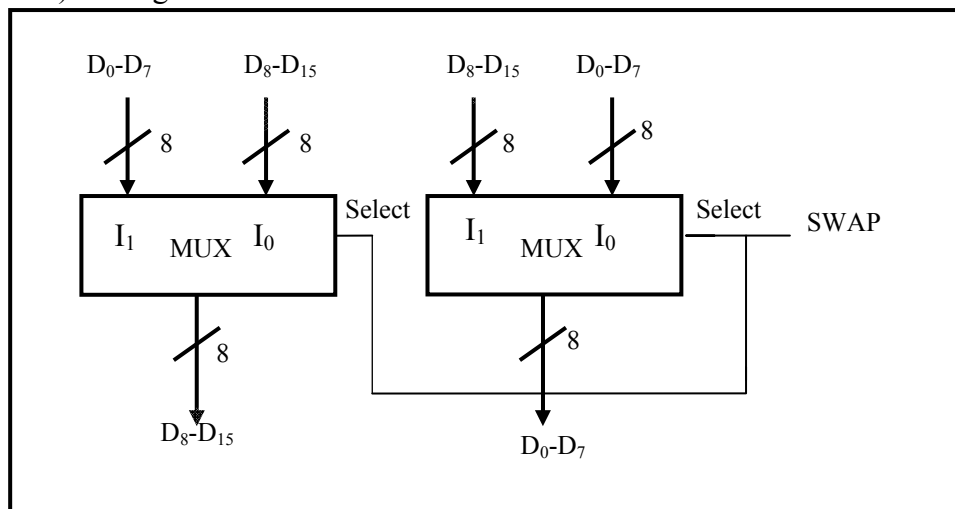 D₀-D₇ D₈-D₁₅ D₈-D₁₅ D₀-D₇
8 8 8 8
Select Select SWAP
I₁ MUX I₀ I₁ MUX I₀
8 8
D₈-D₁₅ D₀-D₇